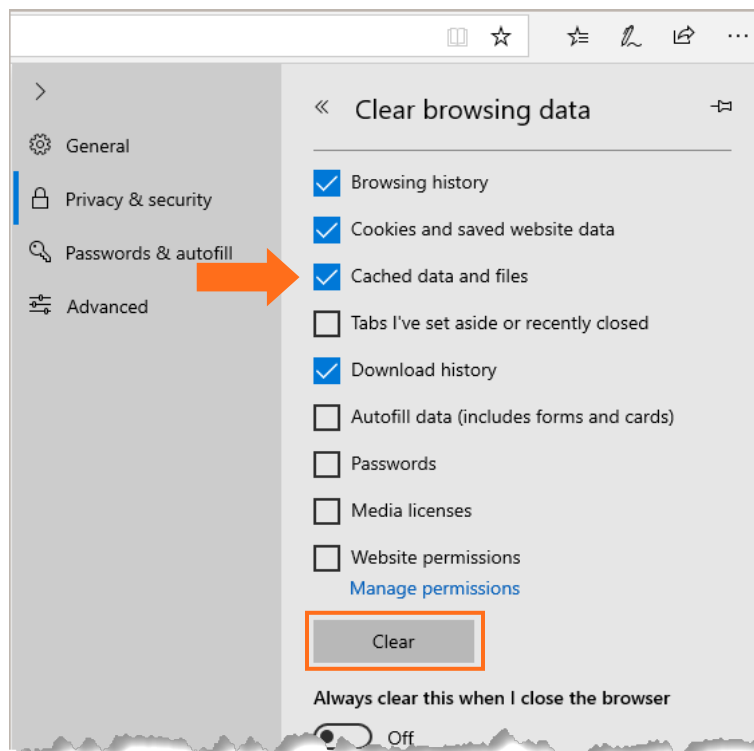 General
Privacy & security
Passwords & autofill
Advanced
Clear browsing data
Browsing history
Cookies and saved website data
Cached data and files
Tabs I've set aside or recently closed
Download history
Autofill data (includes forms and cards)
Passwords
Media licenses
Website permissions
Manage permissions
Clear
Always clear this when I close the browser
Off